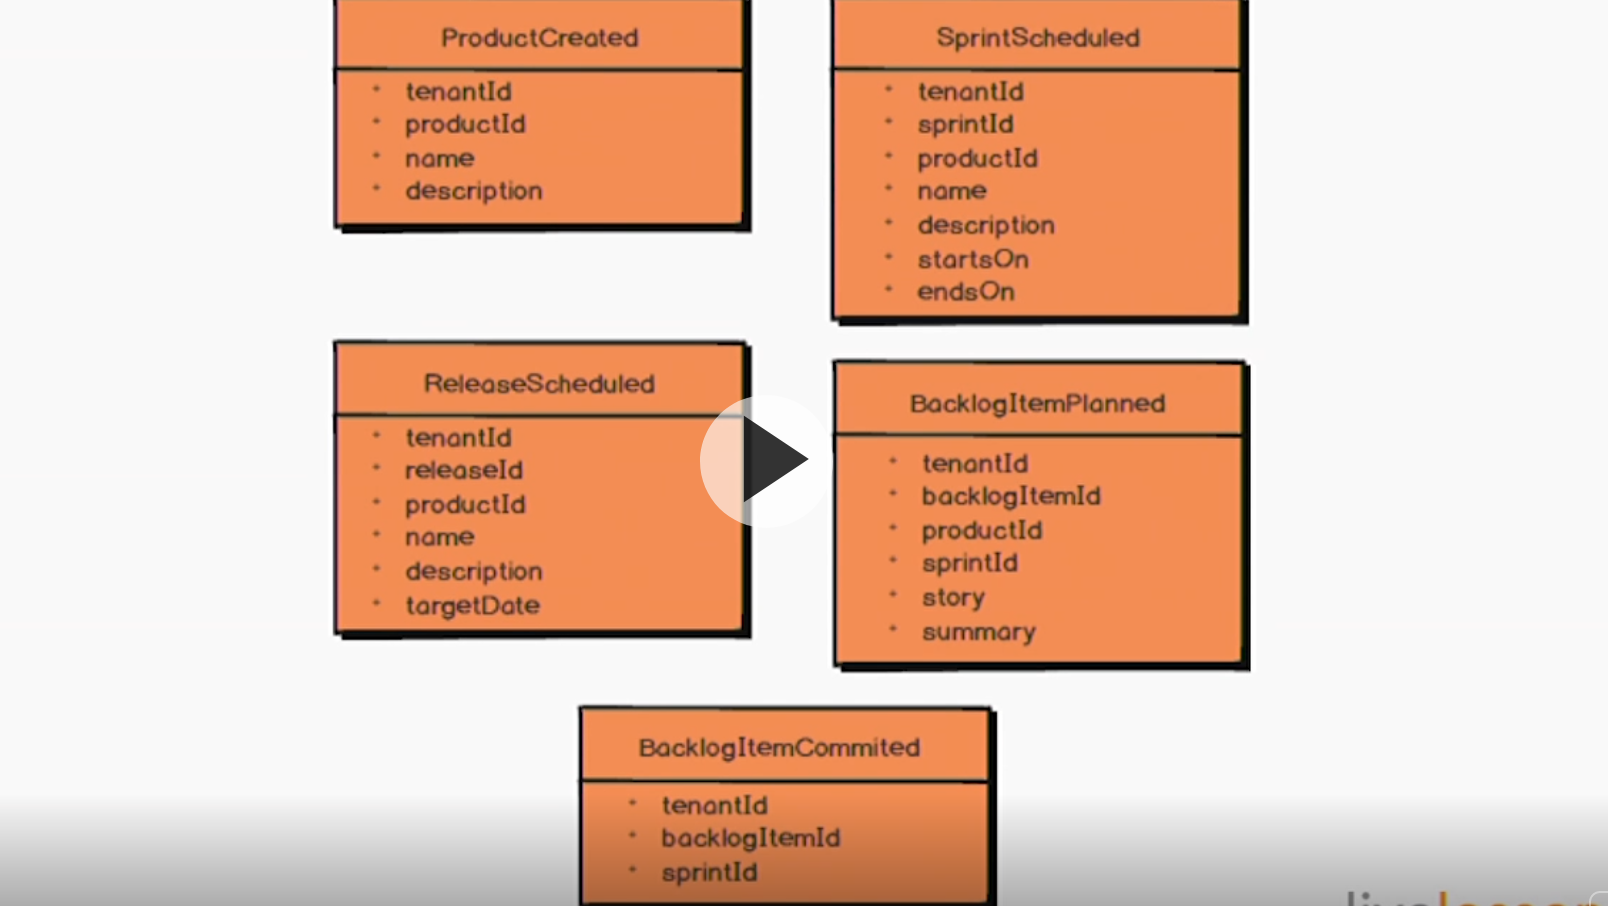 ProductCreated
tenantId
productId
name
description
SprintScheduled
tenantId
sprintId
productId
name
description
startsOn
endsOn
ReleaseScheduled
tenantId
releaseId
productId
name
description
targetDate
BacklogItemPlanned
tenantId
backlogItemId
productId
sprintId
story
summary
BacklogItemCommited
tenantId
backlogItemId
sprintId